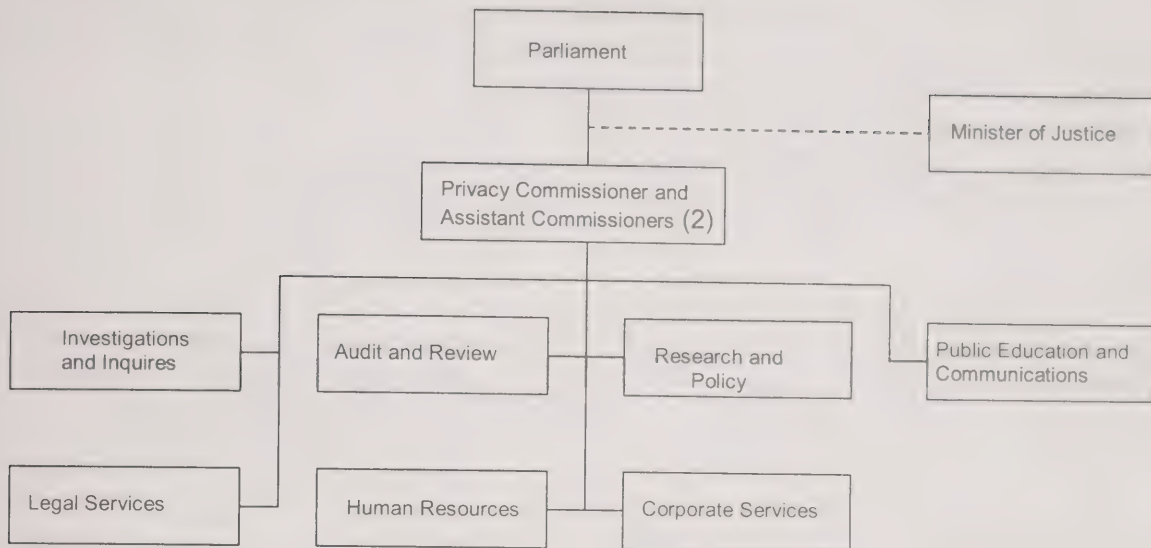 Parliament
Minister of Justice
Privacy Commissioner and
Assistant Commissioners (2)
Investigations
and Inquires
Audit and Review
Research and
Policy
Public Education and
Communications
Legal Services
Human Resources
Corporate Services